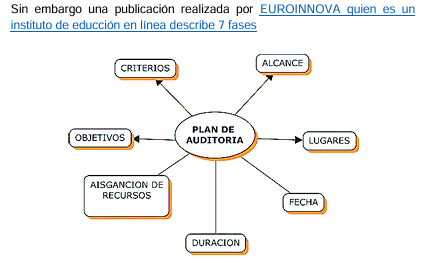 Sin embargo una publicación realizada por EUROINNOVA quien es un
instituto de educción en línea describe 7 fases
CRITERIOS
ALCANCE
PLAN DE
AUDITORIA
OBJETIVOS
LUGARES
AISGANCION DE
RECURSOS
FECHA
DURACION